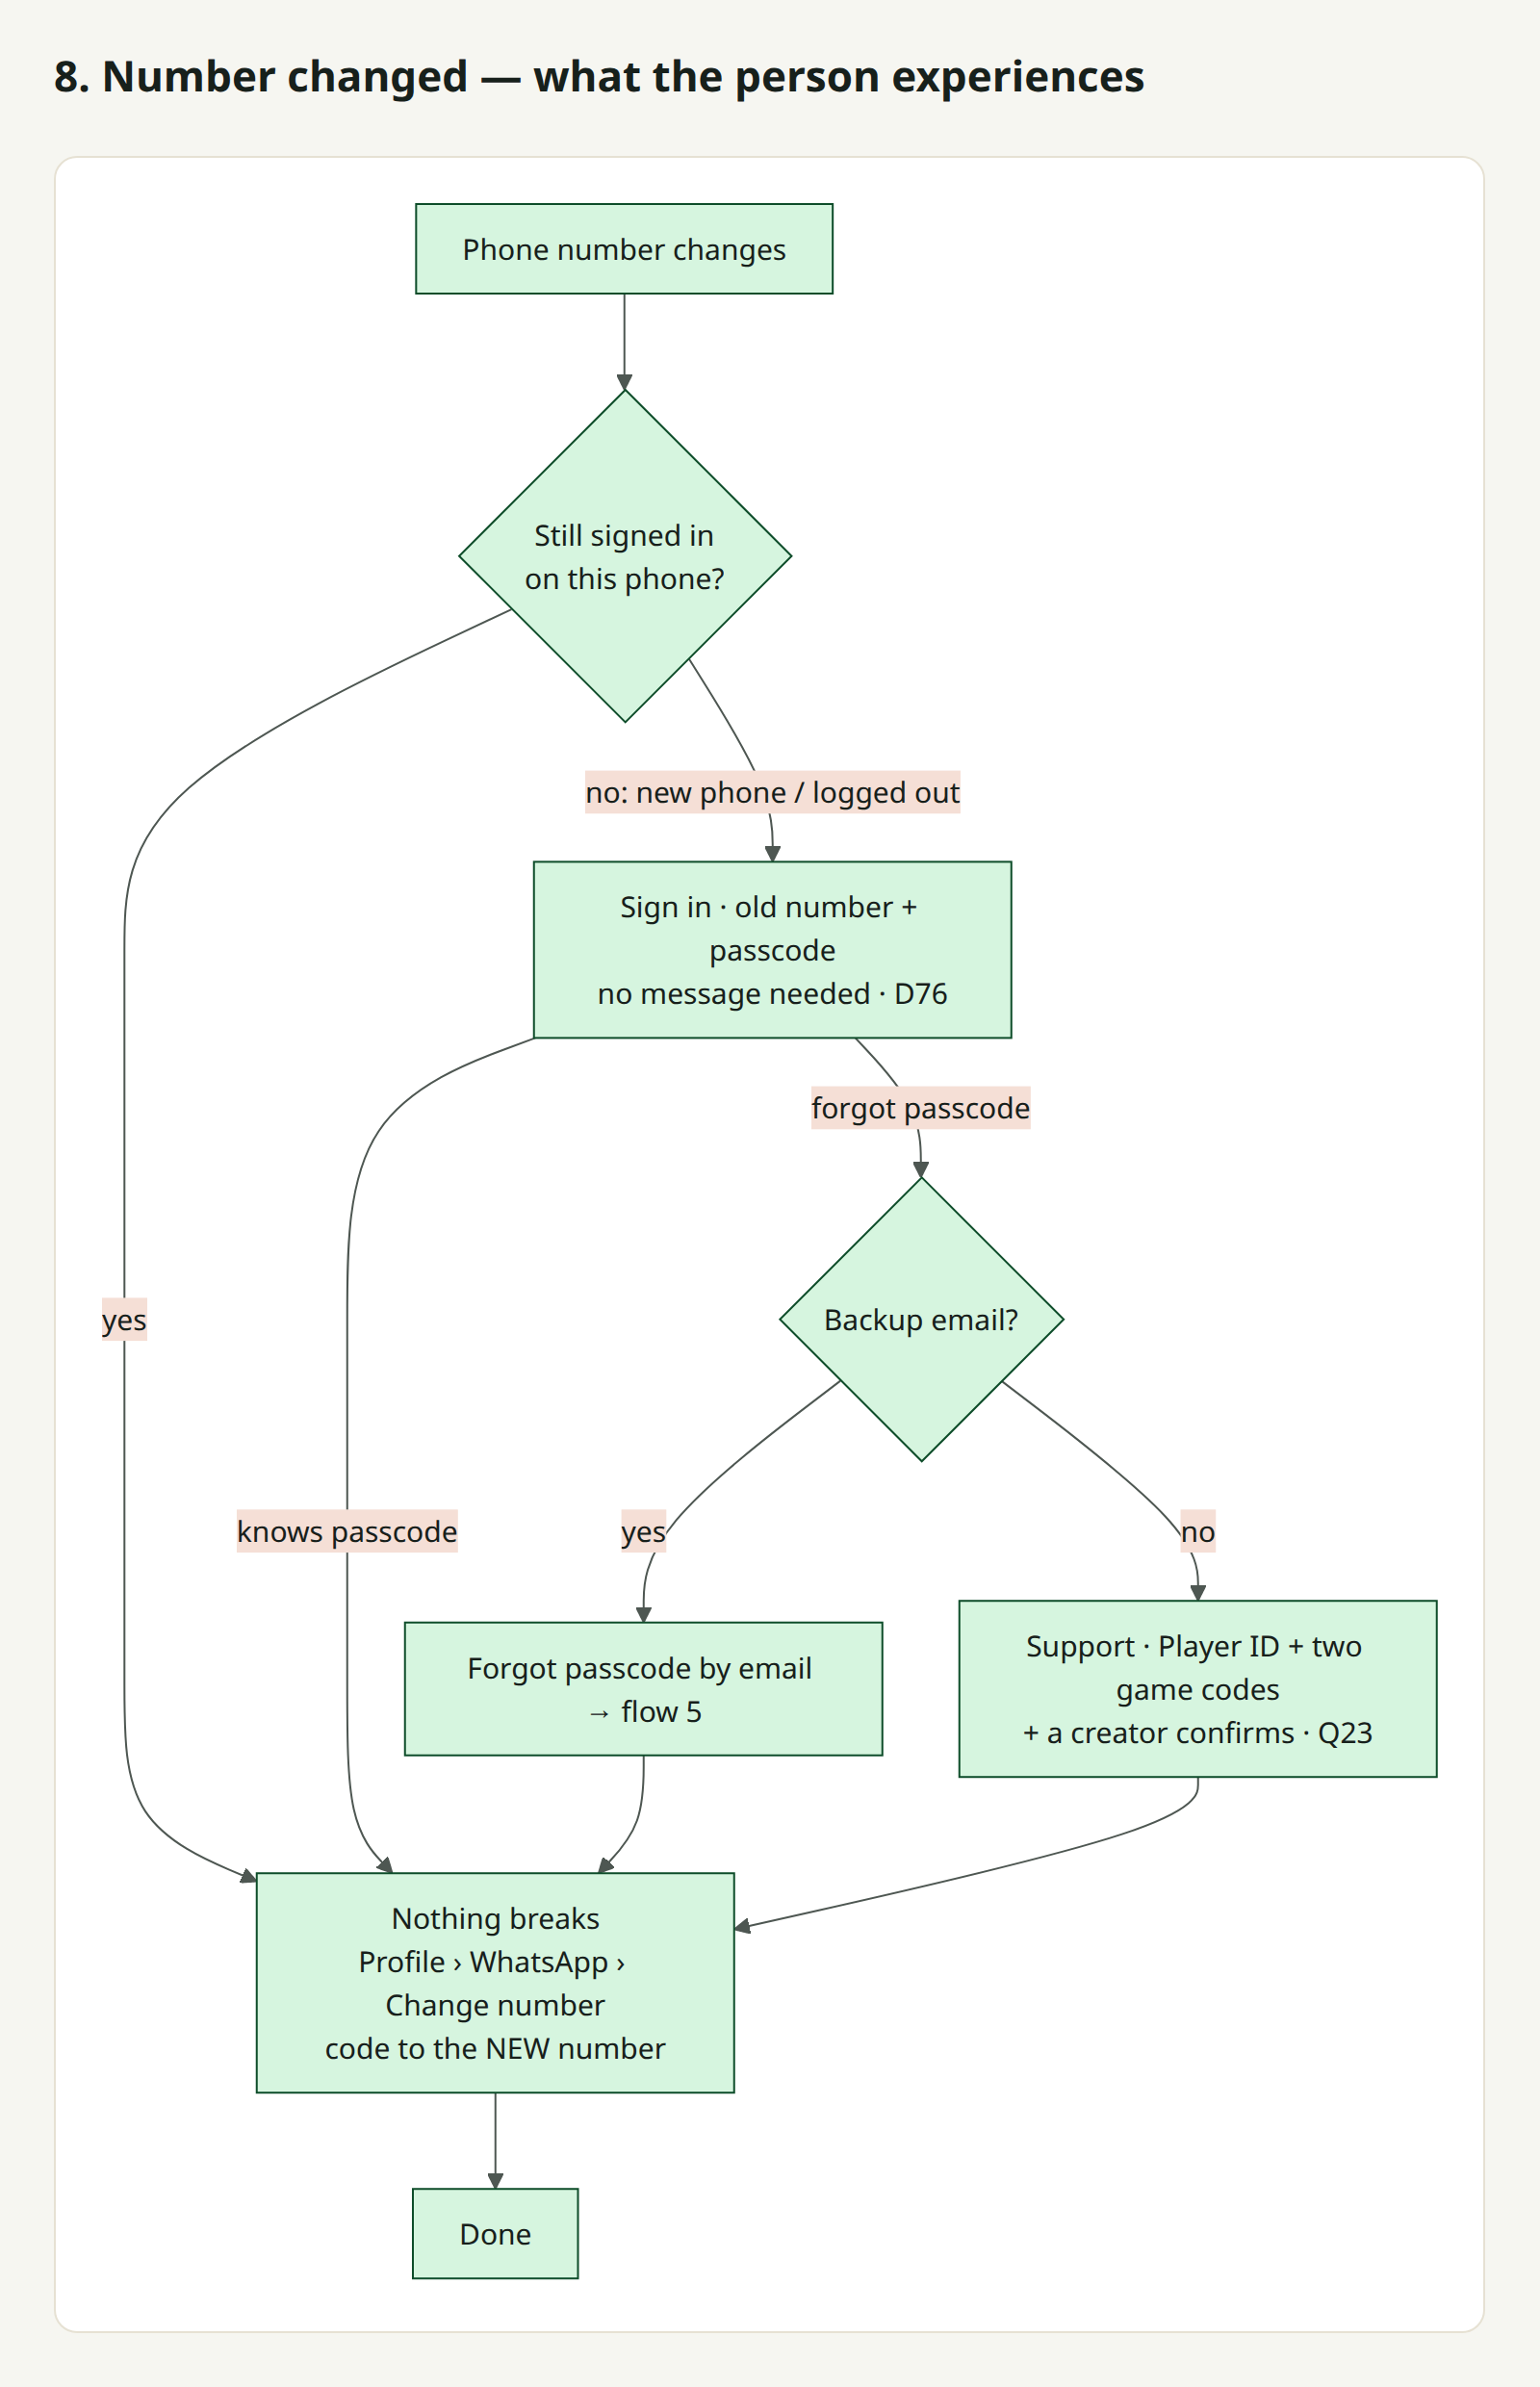 8. Number changed — what the person experiences
Phone number changes
Still signed in
on this phone?
no: new phone / logged out
Sign in · old number +
passcode
no message needed · D76
forgot passcode
Backup email?
yes
knows passcode
yes
no
Forgot passcode by email
→ flow 5
Support · Player ID + two
game codes
+ a creator confirms · Q23
Nothing breaks
Profile › WhatsApp ›
Change number
code to the NEW number
Done